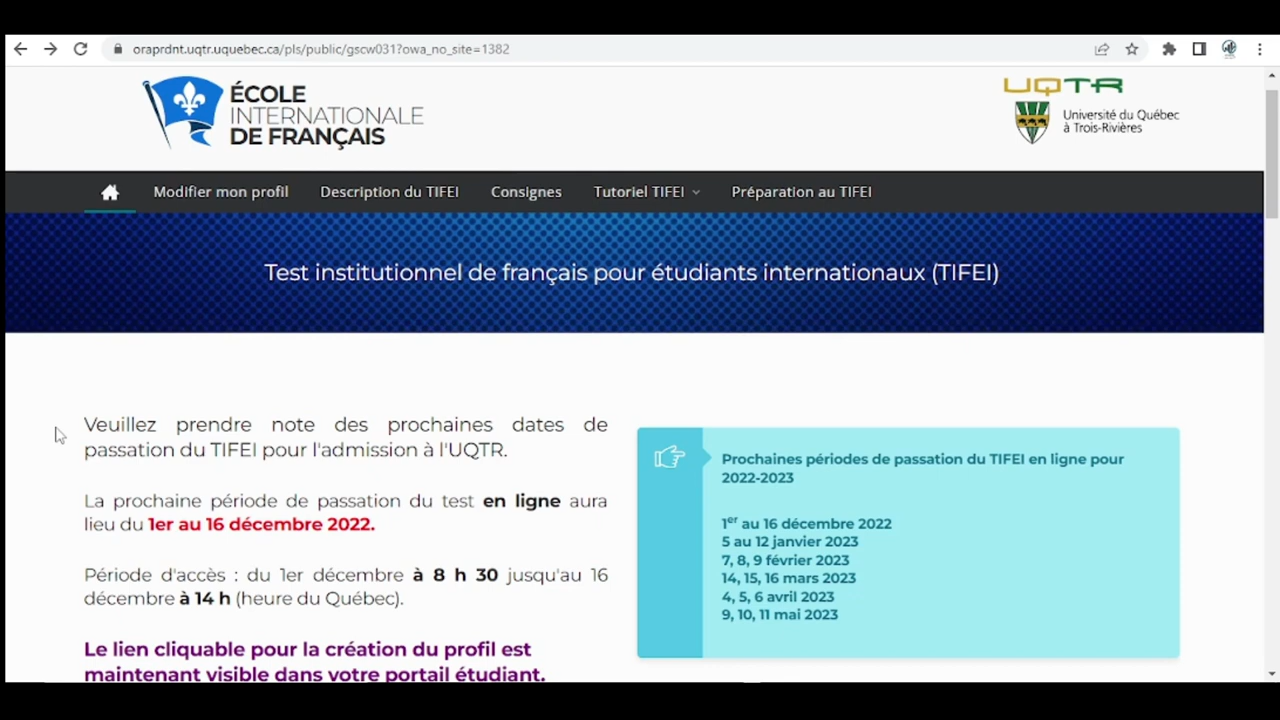 oraprdnt.uqtr.uquebec.ca/pls/public/gscw031?owa_no_site=1382
ÉCOLE
INTERNATIONALE
DE FRANÇAIS
UQTR
Université du Québec
à Trois-Rivières
Modifier mon profil Description du TIFEI Consignes Tutoriel TIFEI Préparation au TIFEI
Test institutionnel de français pour étudiants internationaux (TIFEI)
Veuillez prendre note des prochaines dates de
passation du TIFEI pour l'admission à l'UQTR.
La prochaine période de passation du test en ligne aura
lieu du 1er au 16 décembre 2022.
Période d'accès : du 1er décembre à 8 h 30 jusqu'au 16
décembre à 14 h (heure du Québec).
Le lien cliquable pour la création du profil est
maintenant visible dans votre portail étudiant.
Prochaines périodes de passation du TIFEI en ligne pour
2022-2023
1er au 16 décembre 2022
5 au 12 janvier 2023
7, 8, 9 février 2023
14, 15, 16 mars 2023
4, 5, 6 avril 2023
9, 10, 11 mai 2023